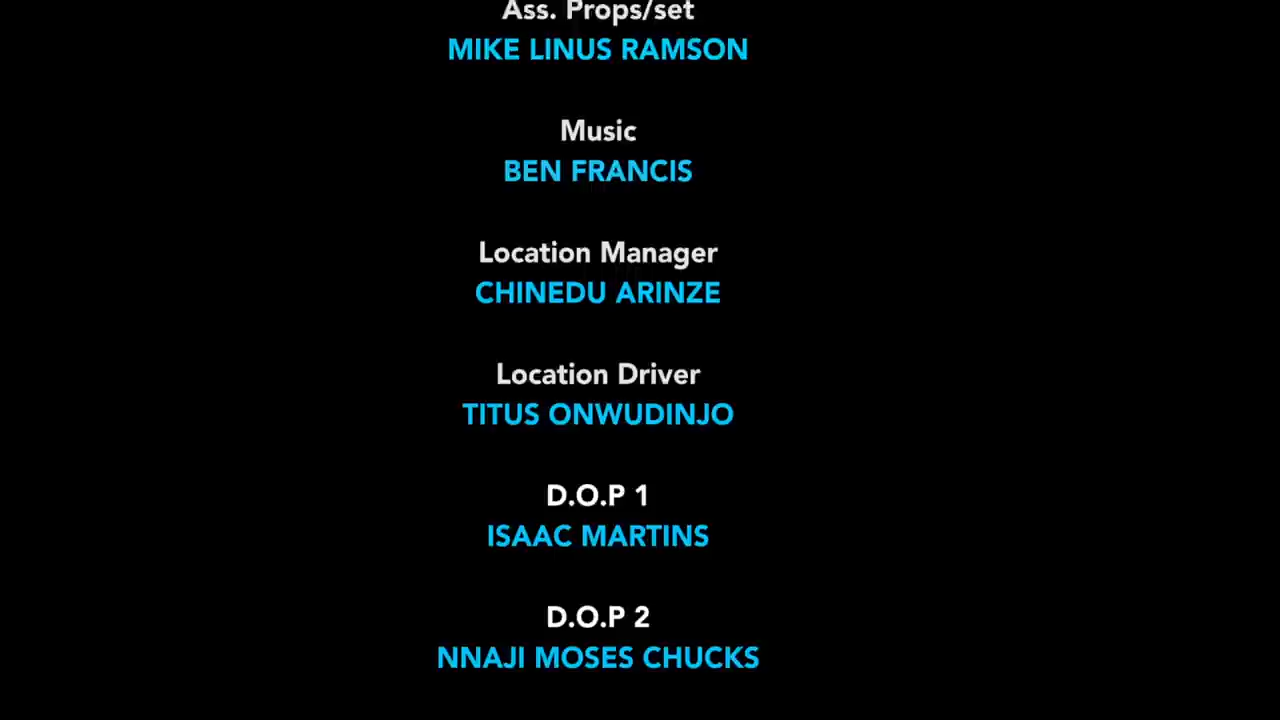 Ass. Props/set
MIKE LINUS RAMSON
Music
BEN FRANCIS
Location Manager
CHINEDU ARINZE
Location Driver
TITUS ONWUDINJO
D.O.P 1
ISAAC MARTINS
D.O.P 2
NNAJI MOSES CHUCKS